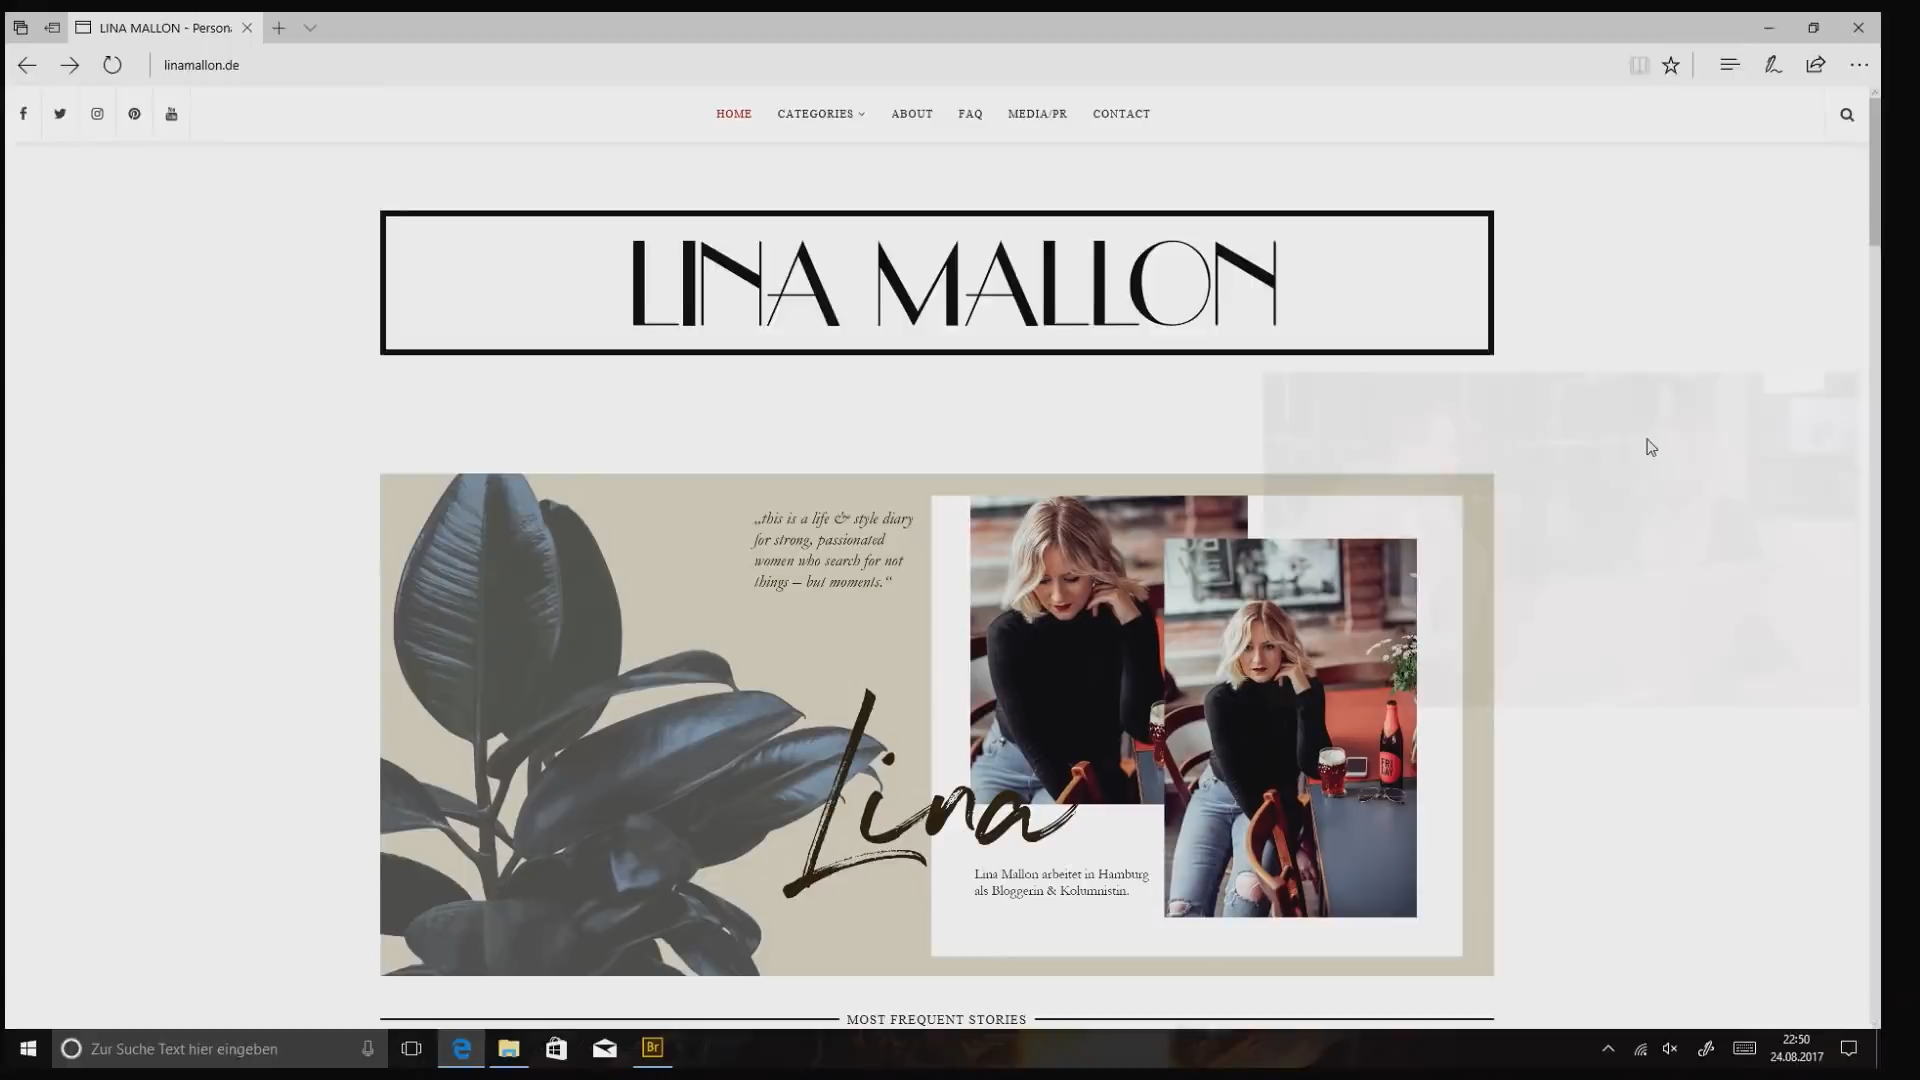 LINA MALLON - Person
linamallon.de
HOME CATEGORIES ABOUT FAQ MEDIA/PR CONTACT
LINA MALLON
„this is a life & style diary
for strong, passionated
women who search for not
things – but moments.“
Lina
FRI
DAY
Lina Mallon arbeitet in Hamburg
als Bloggerin & Kolumnistin.
MOST FREQUENT STORIES
Zur Suche Text hier eingeben
Br
22:50
24.08.2017